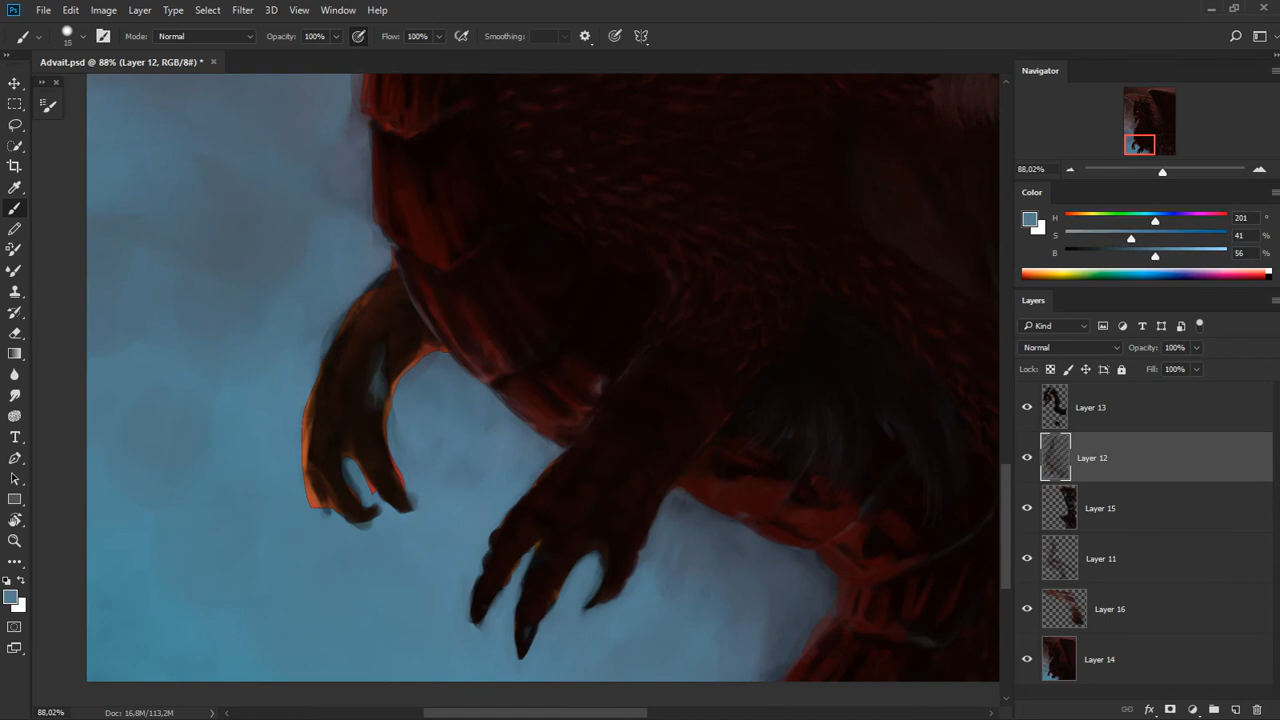 Ps File Edit Image Layer Type Select Filter 3D View Window Help
15 Mode: Normal Opacity: 100% Flow: 100% Smoothing:
Advait.psd @ 88% (Layer 12, RGB/8#) *
Navigator
88,02%
Color
H 201 °
S 41 %
B 56 %
Layers
Kind
Normal Opacity: 100%
Lock: Fill: 100%
Layer 13
Layer 12
Layer 15
Layer 11
Layer 16
Layer 14
88,02% Doc: 16,8M/113,2M